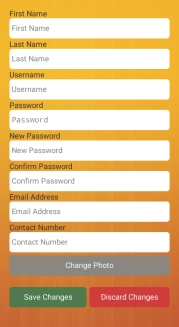 First Name
First Name
Last Name
Last Name
Username
Username
Password
Password
New Password
New Password
Confirm Password
Confirm Password
Email Address
Email Address
Contact Number
Contact Number
Change Photo
Save Changes Discard Changes